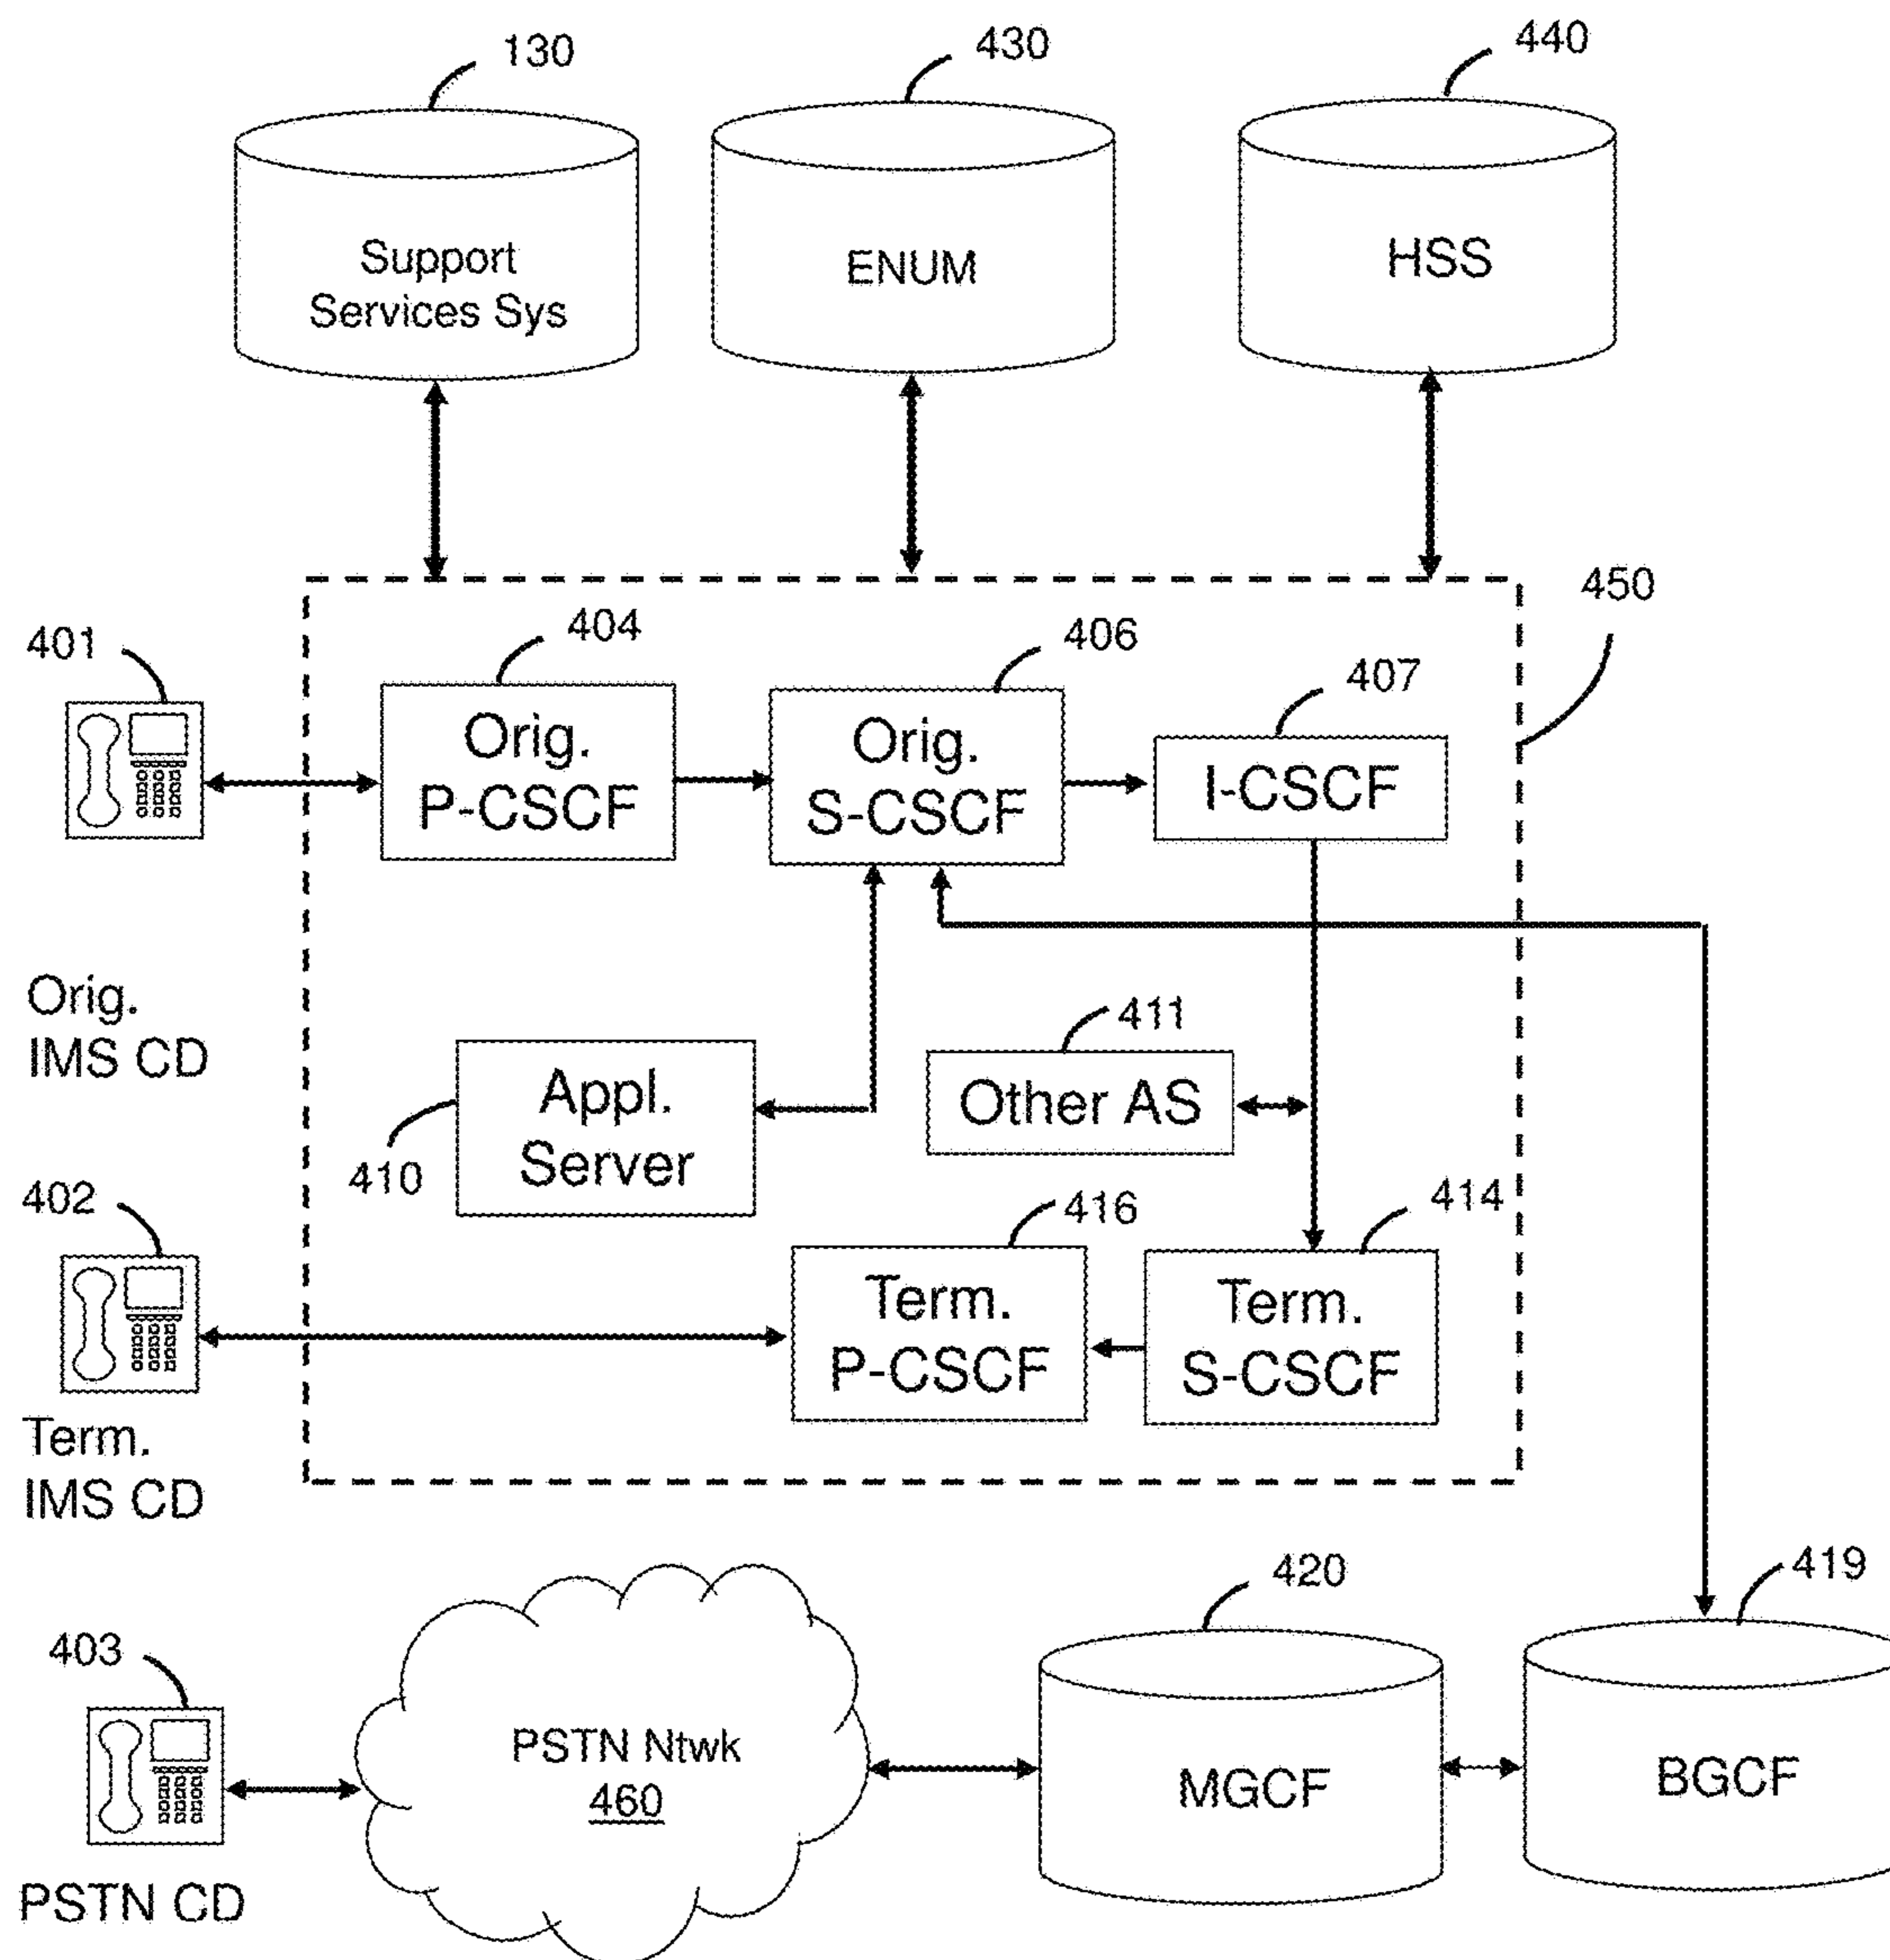 130
430
440
Support
Services Sys
ENUM
HSS
450
401
404
406
407
Orig.
P-CSCF
Orig.
S-CSCF
I-CSCF
Orig.
IMS CD
411
Appl.
Server
Other AS
410
402
416
414
Term.
P-CSCF
Term.
S-CSCF
Term.
IMS CD
420
419
403
PSTN Ntwk
460
MGCF
BGCF
PSTN CD